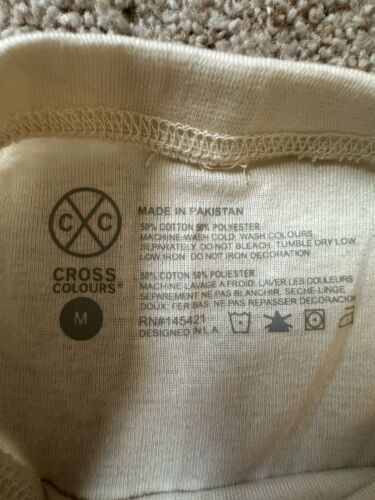 C X C
CROSS
COLOURS®
M
MADE IN PAKISTAN
50% COTTON 50% POLYESTER
MACHINE WASH COLD. WASH COLOURS
SEPARATELY. DO NOT BLEACH. TUMBLE DRY LOW
LOW IRON. DO NOT IRON DECORATION
50% COTON 50% POLIESTER
MACHINE LAVAGE A FROID. LAVER LES COULEURS
SEPAREMENT NE PAS BLANCHIR. SECHE-LINGE
DOUX. FER BAS. NE PAS REPASSER DECORACION
RN#145421
DESIGNED IN L.A.